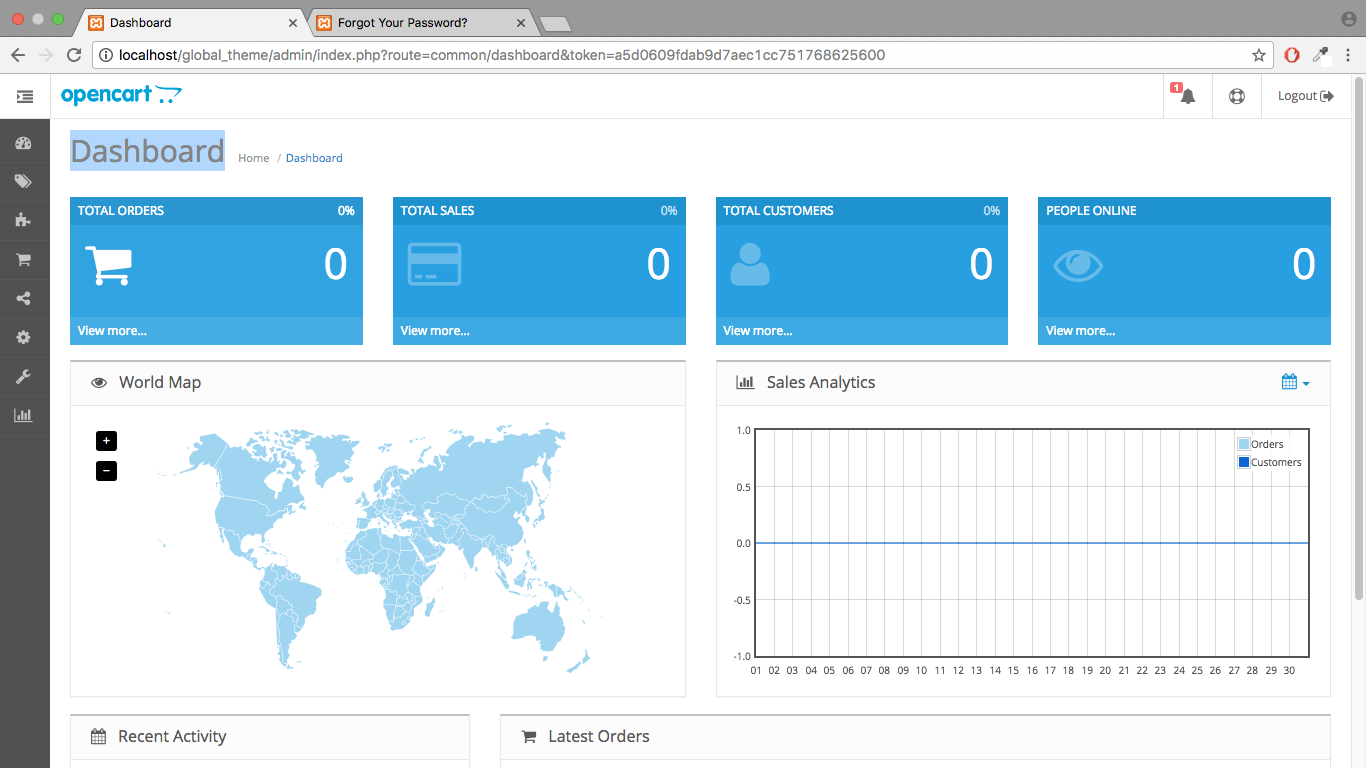 Dashboard
Forgot Your Password?
localhost/global_theme/admin/index.php?route=common/dashboard&token=a5d0609fdab9d7aec1cc751768625600
opencart
1
Logout
Dashboard
Home / Dashboard
TOTAL ORDERS 0%
0
View more...
TOTAL SALES 0%
0
View more...
TOTAL CUSTOMERS 0%
0
View more...
PEOPLE ONLINE
0
View more...
World Map
+
−
Sales Analytics
Orders
Customers
1.0
0.5
0.0
-0.5
-1.0
01 02 03 04 05 06 07 08 09 10 11 12 13 14 15 16 17 18 19 20 21 22 23 24 25 26 27 28 29 30
Recent Activity
Latest Orders